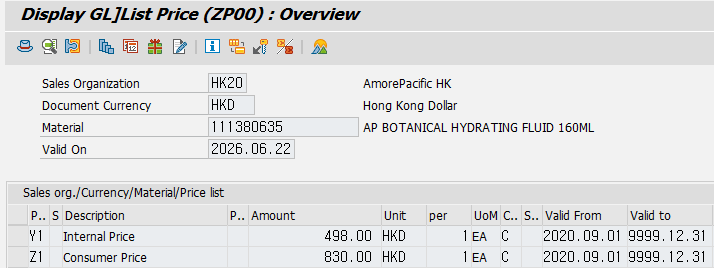 Display GL]List Price (ZP00) : Overview
Sales Organization HK20 AmorePacific HK
Document Currency HKD Hong Kong Dollar
Material 111380635 AP BOTANICAL HYDRATING FLUID 160ML
Valid On 2026.06.22
Sales org./Currency/Material/Price list
P.. S Description P.. Amount Unit per UoM C.. S.. Valid From Valid to
Y1 Internal Price 498.00 HKD 1 EA C 2020.09.01 9999.12.31
Z1 Consumer Price 830.00 HKD 1 EA C 2020.09.01 9999.12.31